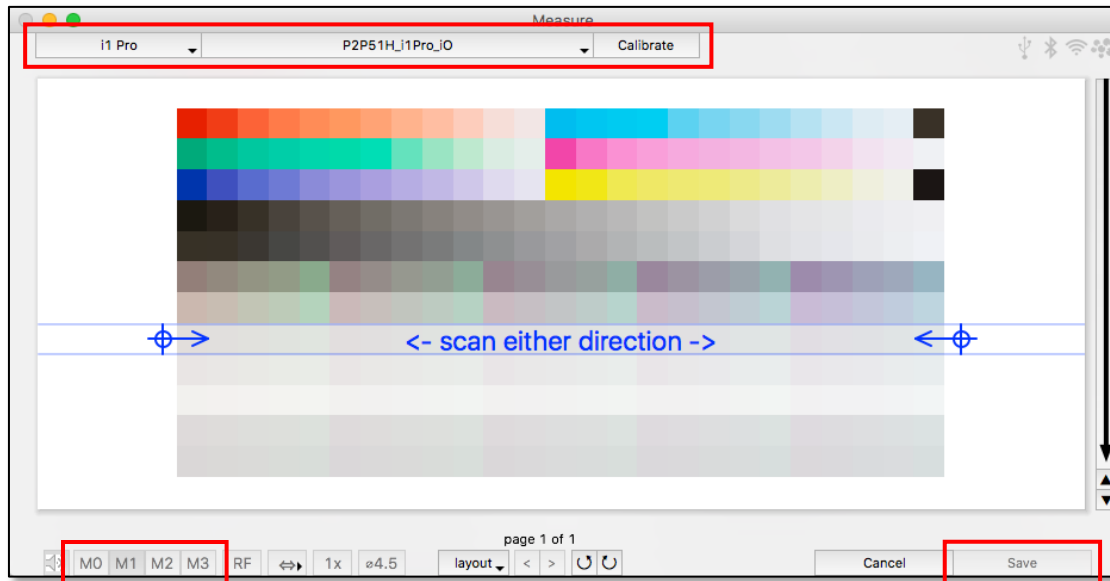 Measure
i1 Pro P2P51H_i1Pro_iO Calibrate
<- scan either direction ->
page 1 of 1
M0 M1 M2 M3 RF 1x ⌀4.5 layout < > Cancel Save